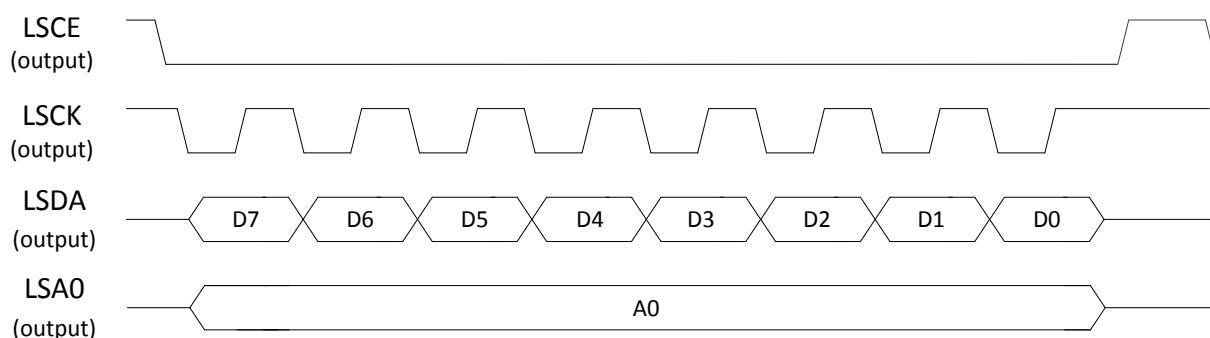 LSCE
(output)
LSCK
(output)
LSDA
(output)
D7 D6 D5 D4 D3 D2 D1 D0
LSA0
(output)
A0